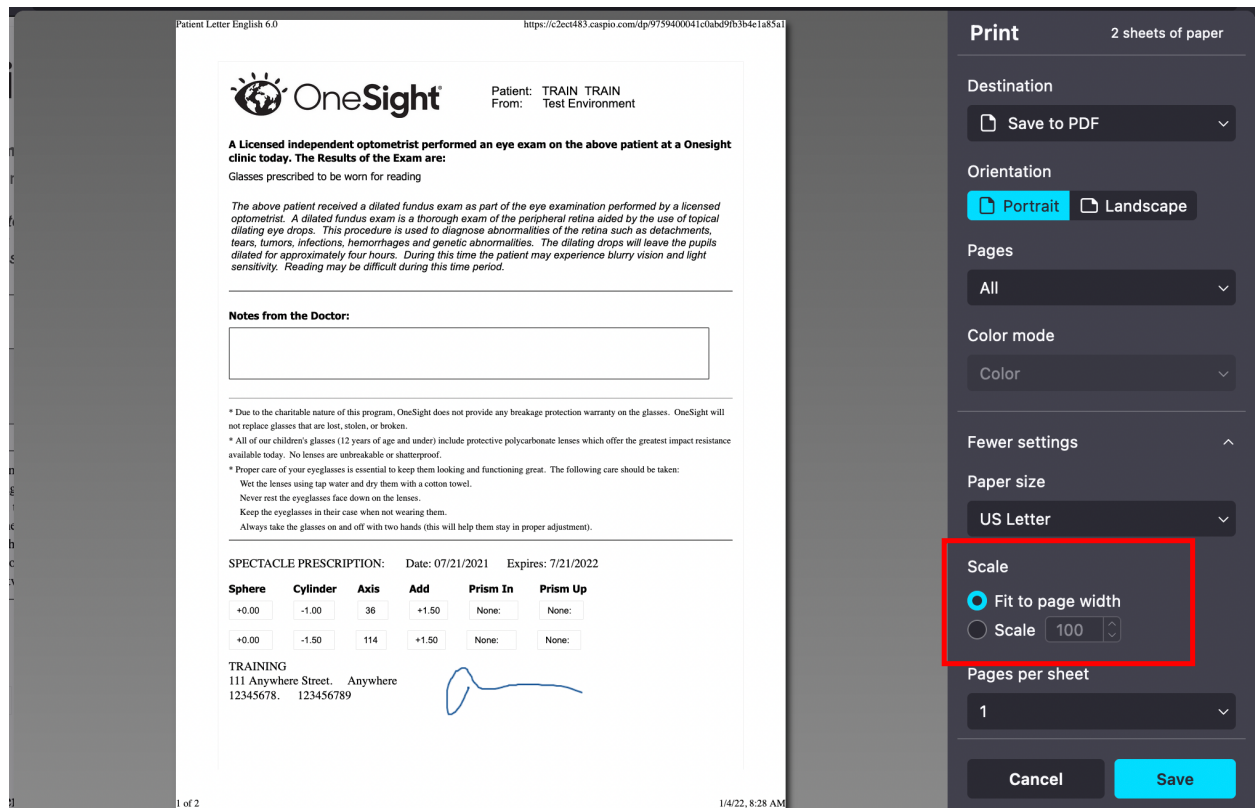 Patient Letter English 6.0
https://c2ect483.caspio.com/dp/9759400041c0abd9fb3b4e1a85a1
OneSight
Patient: TRAIN TRAIN
From: Test Environment
A Licensed independent optometrist performed an eye exam on the above patient at a Onesight
clinic today. The Results of the Exam are:
Glasses prescribed to be worn for reading
The above patient received a dilated fundus exam as part of the eye examination performed by a licensed
optometrist. A dilated fundus exam is a thorough exam of the peripheral retina aided by the use of topical
dilating eye drops. This procedure is used to diagnose abnormalities of the retina such as detachments,
tears, tumors, infections, hemorrhages and genetic abnormalities. The dilating drops will leave the pupils
dilated for approximately four hours. During this time the patient may experience blurry vision and light
sensitivity. Reading may be difficult during this time period.
Notes from the Doctor:
* Due to the charitable nature of this program, OneSight does not provide any breakage protection warranty on the glasses. OneSight will
not replace glasses that are lost, stolen, or broken.
* All of our children's glasses (12 years of age and under) include protective polycarbonate lenses which offer the greatest impact resistance
available today. No lenses are unbreakable or shatterproof.
* Proper care of your eyeglasses is essential to keep them looking and functioning great. The following care should be taken:
Wet the lenses using tap water and dry them with a cotton towel.
Never rest the eyeglasses face down on the lenses.
Keep the eyeglasses in their case when not wearing them.
Always take the glasses on and off with two hands (this will help them stay in proper adjustment).
SPECTACLE PRESCRIPTION: Date: 07/21/2021 Expires: 7/21/2022
Sphere Cylinder Axis Add Prism In Prism Up
+0.00 -1.00 36 +1.50 None: None:
+0.00 -1.50 114 +1.50 None: None:
TRAINING
111 Anywhere Street. Anywhere
12345678. 123456789
1 of 2
1/4/22, 8:28 AM
Print
2 sheets of paper
Destination
Save to PDF
Orientation
Portrait
Landscape
Pages
All
Color mode
Color
Fewer settings
Paper size
US Letter
Scale
Fit to page width
Scale 100
Pages per sheet
1
Cancel
Save